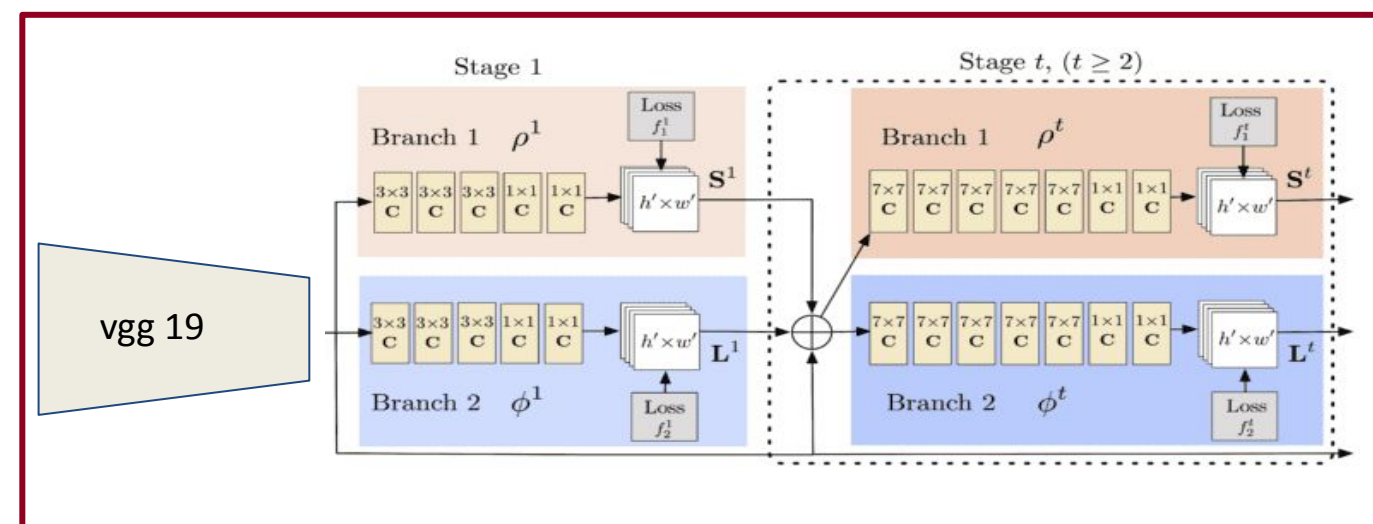 Stage 1
Stage t, (t ≥ 2)
Loss
f₁¹
Loss
f₁ᵗ
Branch 1 ρ¹
Branch 1 ρᵗ
3×3 3×3 3×3 1×1 1×1
C C C C C
h′×w′
S¹
7×7 7×7 7×7 7×7 7×7 1×1 1×1
C C C C C C C
h′×w′
Sᵗ
vgg 19
3×3 3×3 3×3 1×1 1×1
C C C C C
h′×w′
L¹
7×7 7×7 7×7 7×7 7×7 1×1 1×1
C C C C C C C
h′×w′
Lᵗ
Branch 2 ϕ¹
Branch 2 ϕᵗ
Loss
f₂¹
Loss
f₂ᵗ